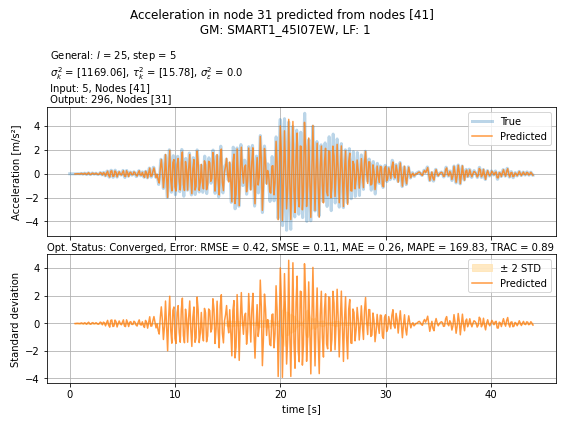 Acceleration in node 31 predicted from nodes [41]
GM: SMART1_45I07EW, LF: 1
General: l = 25, step = 5
σ²ₖ = [1169.06], τ²ₖ = [15.78], σ²_ε = 0.0
Input: 5, Nodes [41]
Output: 296, Nodes [31]
Acceleration [m/s²]
4
2
0
−2
−4
True
Predicted
Opt. Status: Converged, Error: RMSE = 0.42, SMSE = 0.11, MAE = 0.26, MAPE = 169.83, TRAC = 0.89
Standard deviation
4
2
0
−2
−4
± 2 STD
Predicted
0
10
20
30
40
time [s]